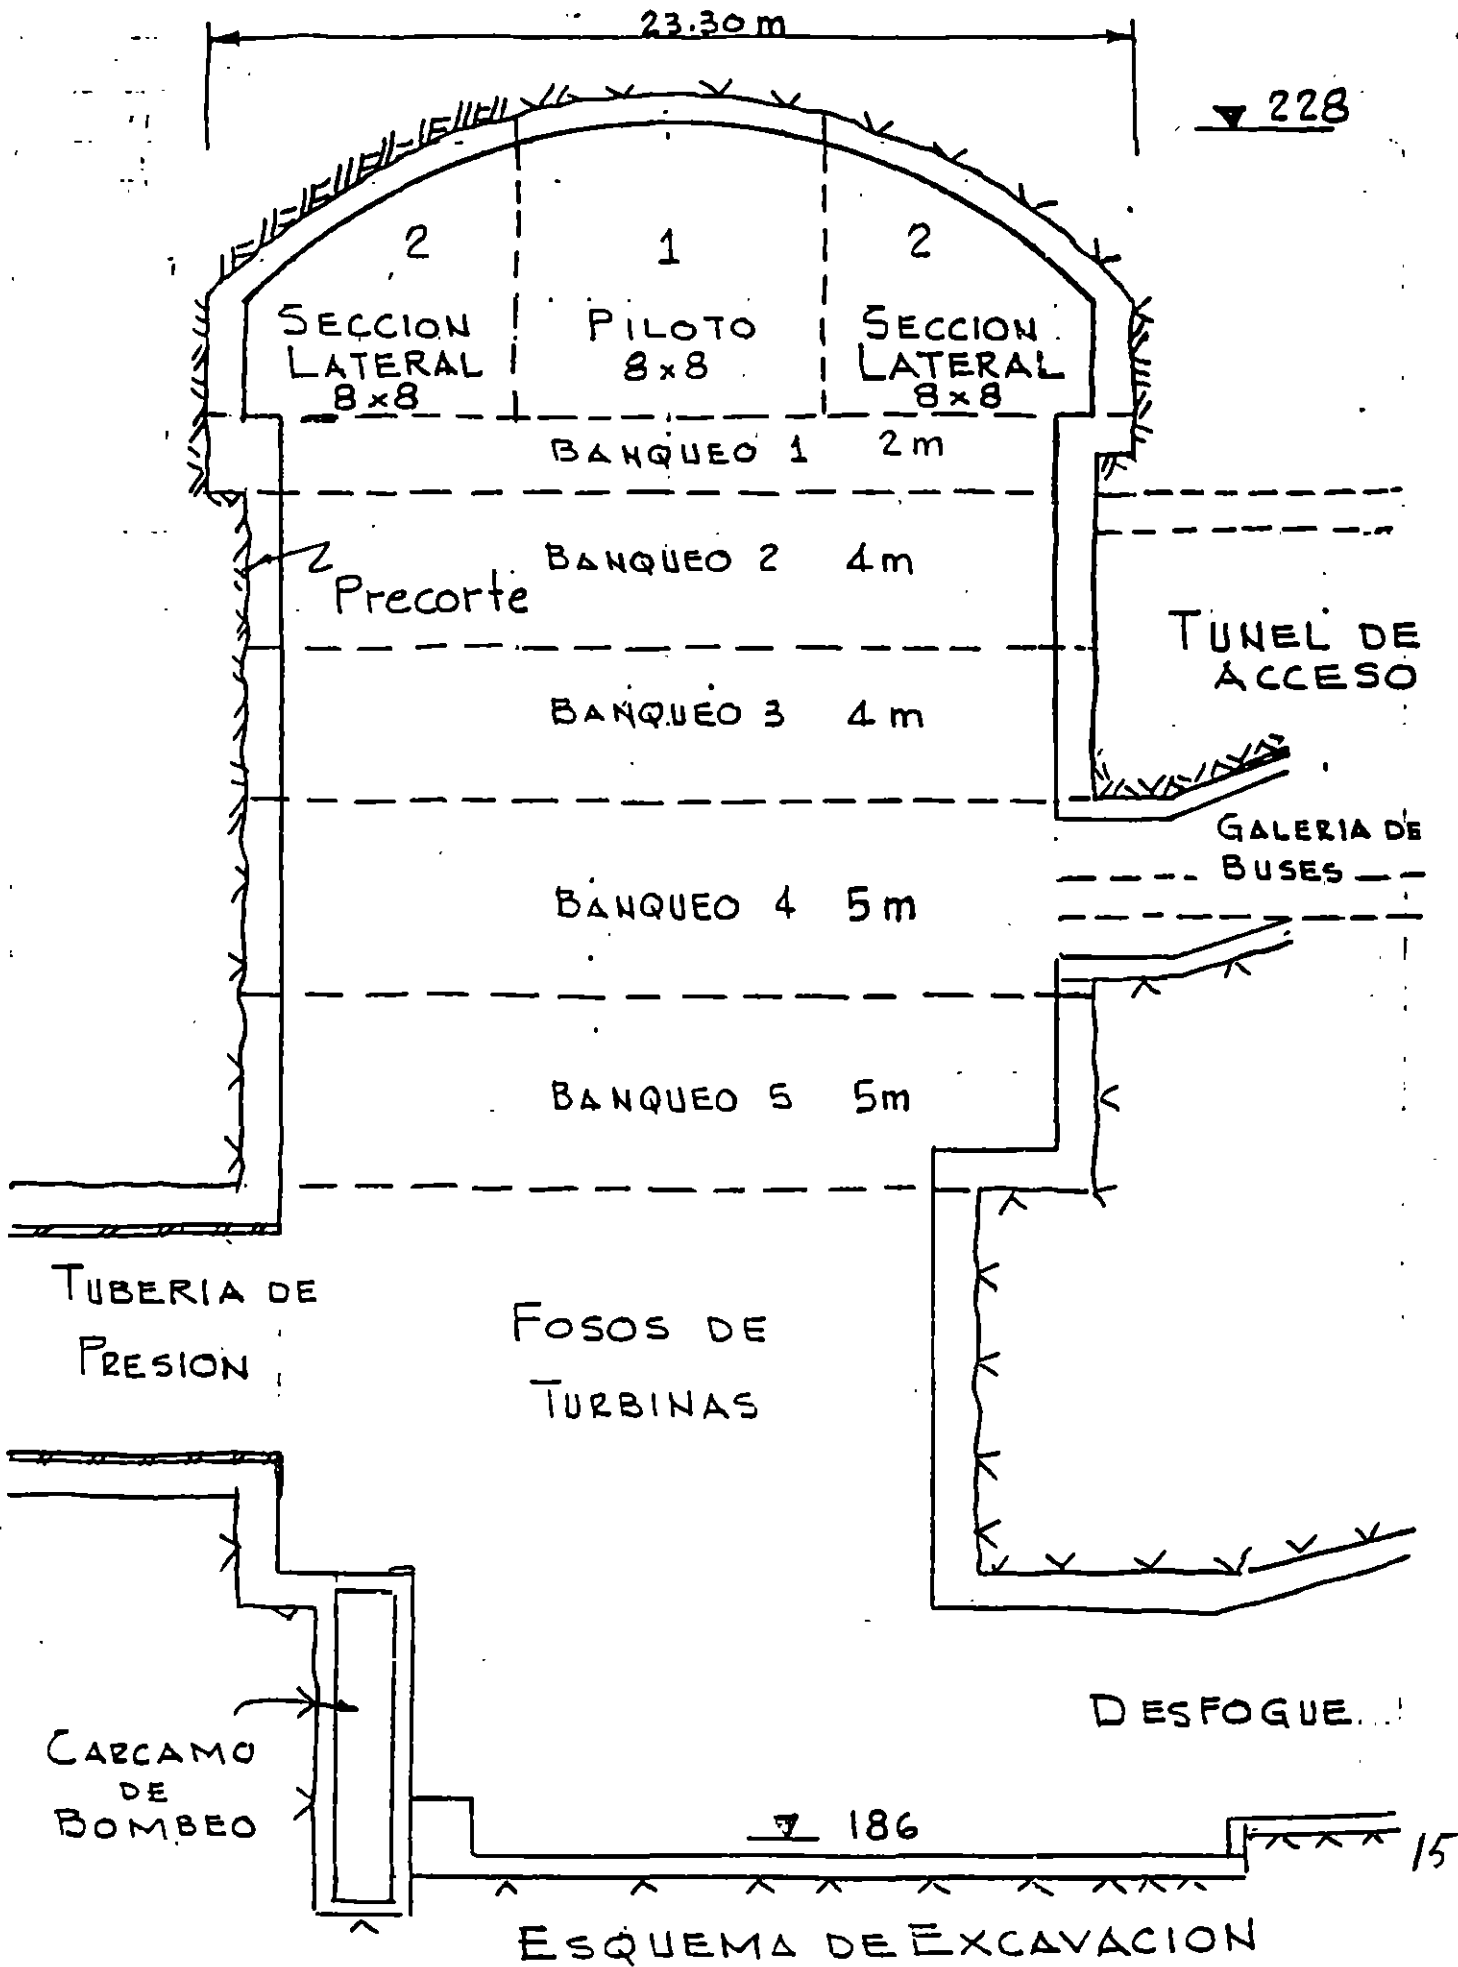 23.30 m
228
2
1
2
SECCION
LATERAL
8x8
PILOTO
8x8
SECCION
LATERAL
8x8
BANQUEO 1 2m
BANQUEO 2 4m
Precorte
TUNEL DE
ACCESO
BANQUEO 3 4m
GALERIA DE
BUSES
BANQUEO 4 5m
BANQUEO 5 5m
TUBERIA DE
PRESION
FOSOS DE
TURBINAS
DESFOGUE
CARCAMO
DE
BOMBEO
186
15
ESQUEMA DE EXCAVACION